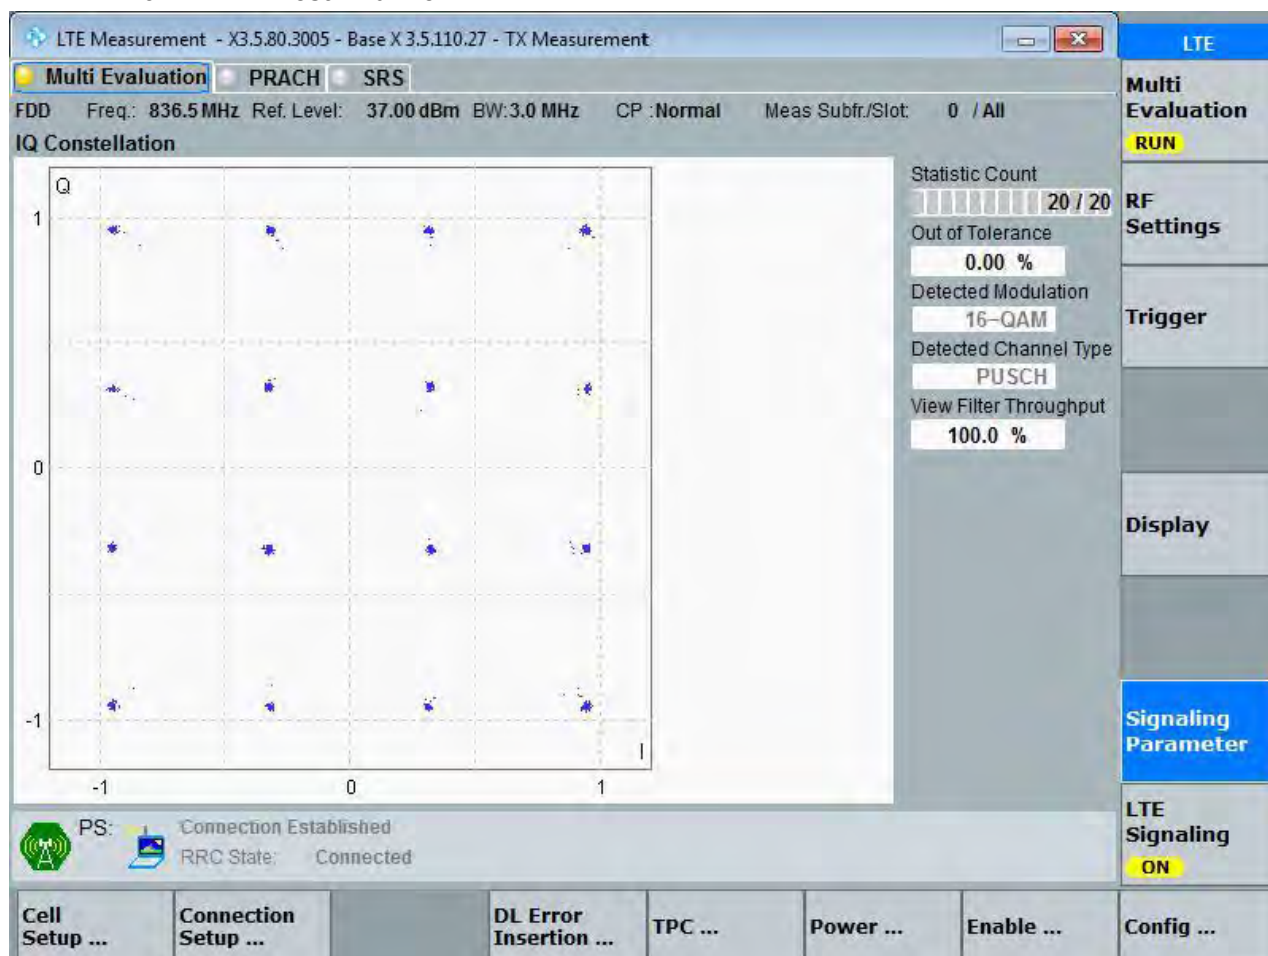 LTE Measurement - X3.5.80.3005 - Base X 3.5.110.27 - TX Measurement
LTE
Multi Evaluation PRACH SRS
FDD Freq.: 836.5 MHz Ref. Level: 37.00 dBm BW:3.0 MHz CP :Normal Meas Subfr./Slot: 0 / All
IQ Constellation
Q
1
0
-1
-1 0 1
I
Statistic Count
20 / 20
Out of Tolerance
0.00 %
Detected Modulation
16-QAM
Detected Channel Type
PUSCH
View Filter Throughput
100.0 %
Multi
Evaluation
RUN
RF
Settings
Trigger
Display
Signaling
Parameter
LTE
Signaling
ON
PS: Connection Established
RRC State: Connected
Cell
Setup ...
Connection
Setup ...
DL Error
Insertion ...
TPC ...
Power ...
Enable ...
Config ...